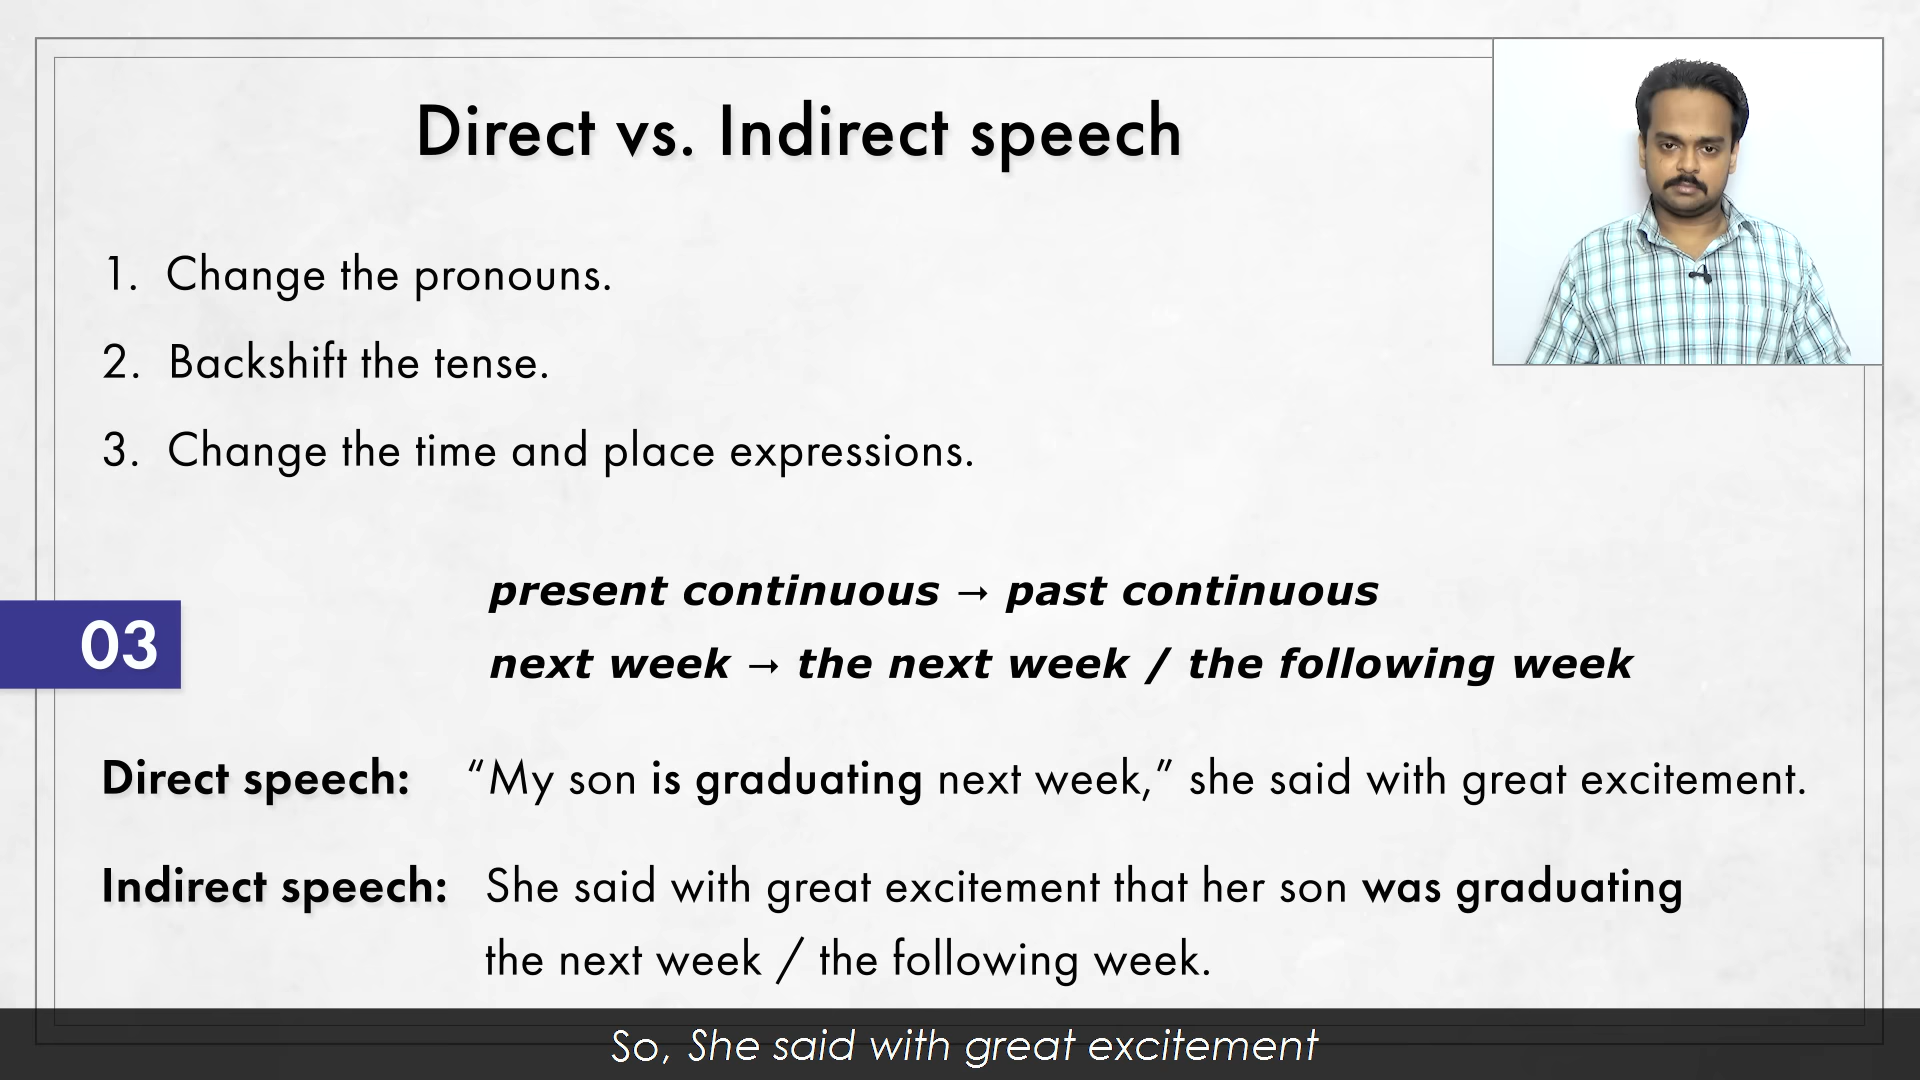 Direct vs. Indirect speech
1. Change the pronouns.
2. Backshift the tense.
3. Change the time and place expressions.
present continuous → past continuous
03
next week → the next week / the following week
Direct speech: “My son is graduating next week,” she said with great excitement.
Indirect speech: She said with great excitement that her son was graduating
the next week / the following week.
So, She said with great excitement